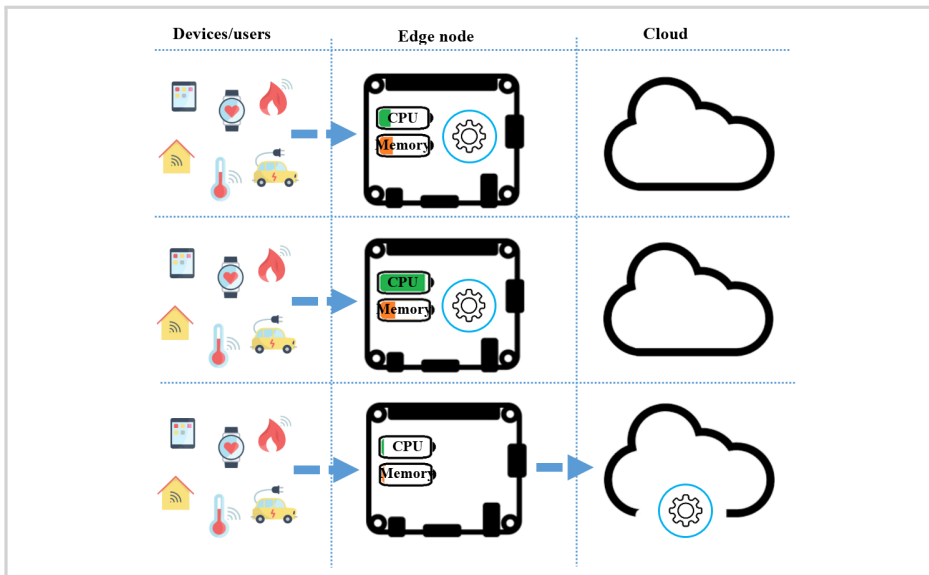 Devices/users
Edge node
Cloud
CPU
Memory
CPU
Memory
CPU
Memory